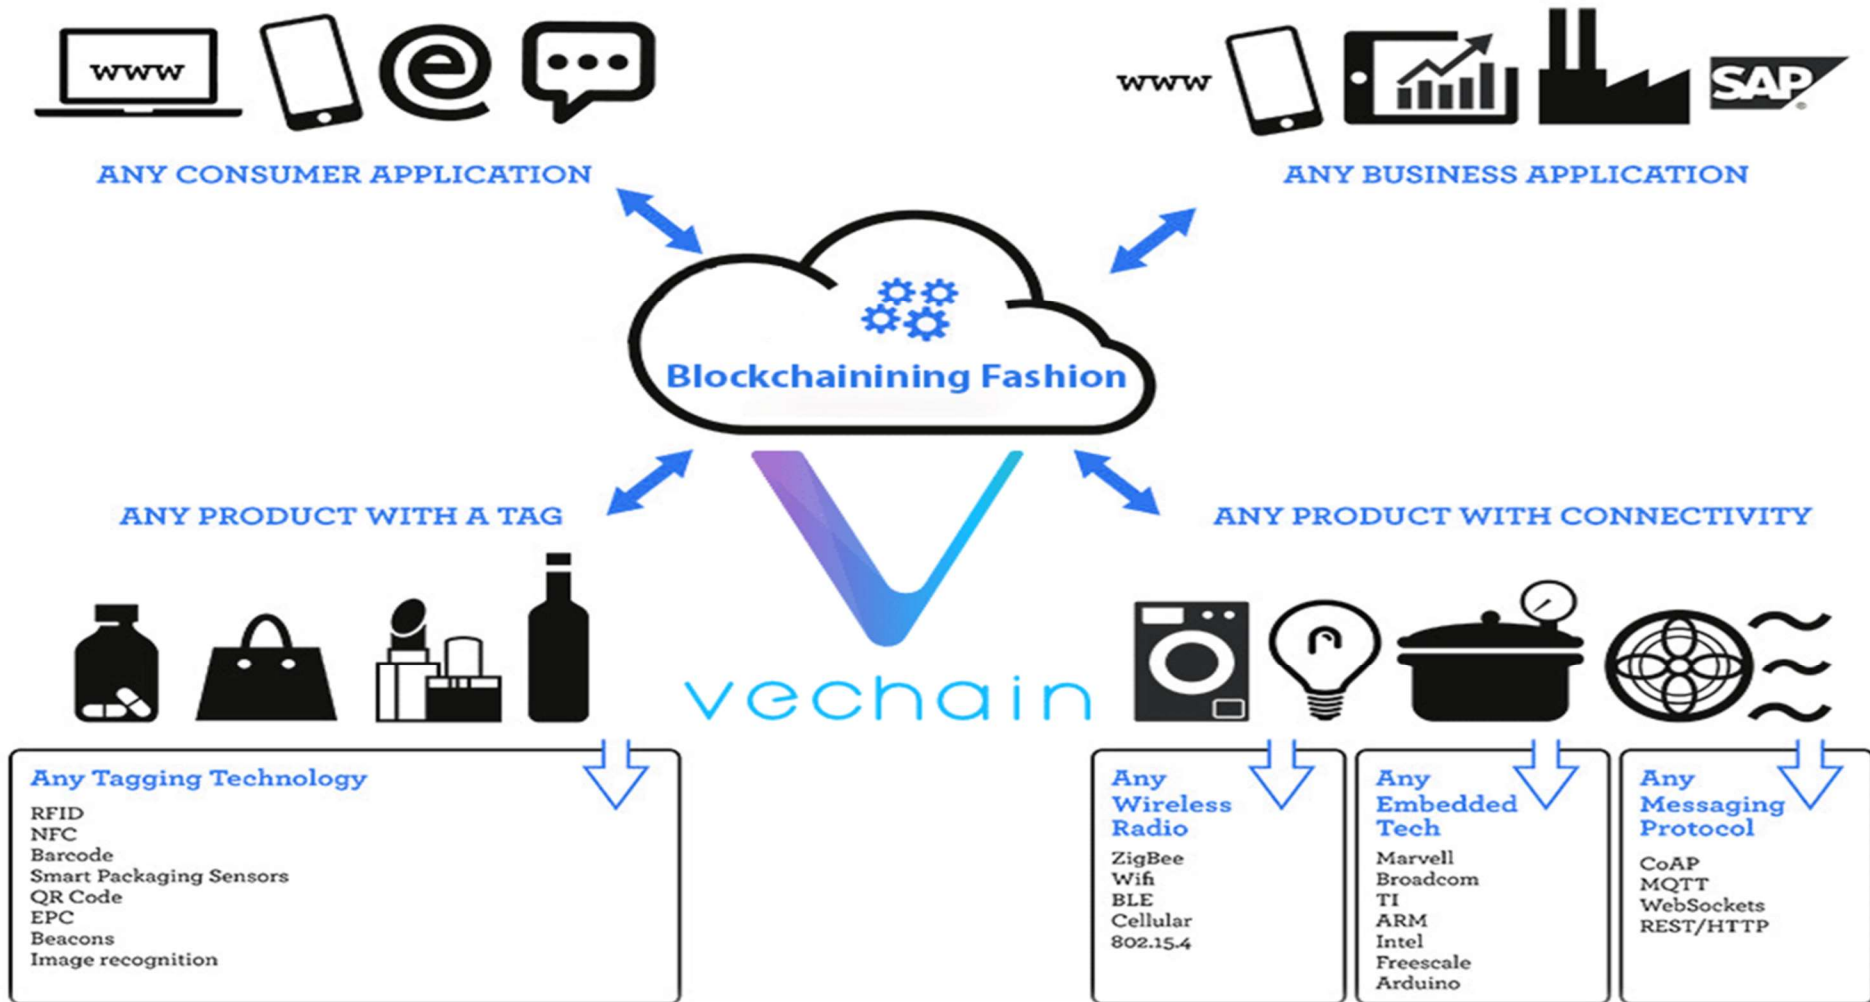 www
www
SAP
ANY CONSUMER APPLICATION
ANY BUSINESS APPLICATION
Blockchainining Fashion
ANY PRODUCT WITH A TAG
ANY PRODUCT WITH CONNECTIVITY
vechain
Any Tagging Technology
RFID
NFC
Barcode
Smart Packaging Sensors
QR Code
EPC
Beacons
Image recognition
Any
Wireless
Radio
ZigBee
Wifi
BLE
Cellular
802.15.4
Any
Embedded
Tech
Marvell
Broadcom
TI
ARM
Intel
Freescale
Arduino
Any
Messaging
Protocol
CoAP
MQTT
WebSockets
REST/HTTP